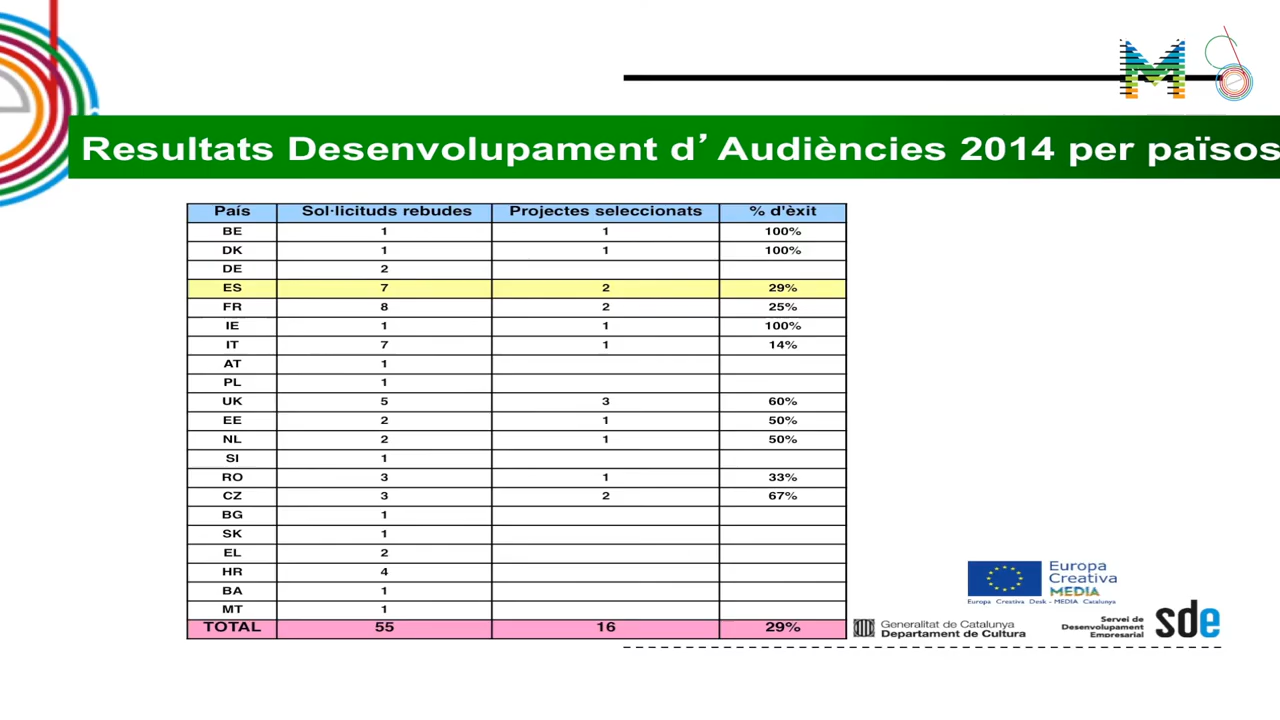 Resultats Desenvolupament d’Audiències 2014 per països
País Sol·licituds rebudes Projectes seleccionats % d'èxit
BE 1 1 100%
DK 1 1 100%
DE 2
ES 7 2 29%
FR 8 2 25%
IE 1 1 100%
IT 7 1 14%
AT 1
PL 1
UK 5 3 60%
EE 2 1 50%
NL 2 1 50%
SI 1
RO 3 1 33%
CZ 3 2 67%
BG 1
SK 1
EL 2
HR 4
BA 1
MT 1
TOTAL 55 16 29%
Europa
Creativa
MEDIA
Europa Creativa Desk - MEDIA Catalunya
Generalitat de Catalunya
Departament de Cultura
Servei de
Desenvolupament
Empresarial
sde